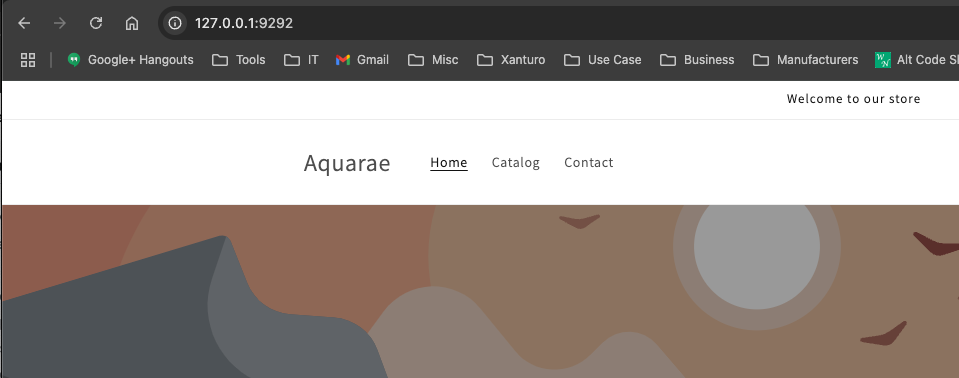 127.0.0.1:9292
Google+ Hangouts Tools IT Gmail Misc Xanturo Use Case Business Manufacturers Alt Code
Welcome to our store
Aquarae Home Catalog Contact